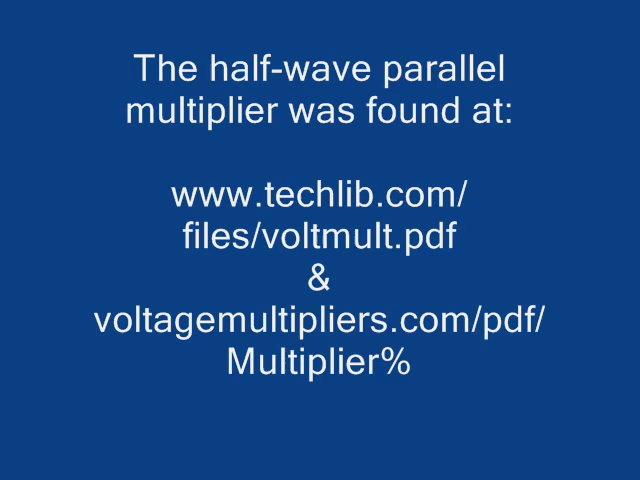 The half-wave parallel
multiplier was found at:
www.techlib.com/
files/voltmult.pdf
&
voltagemultipliers.com/pdf/
Multiplier%